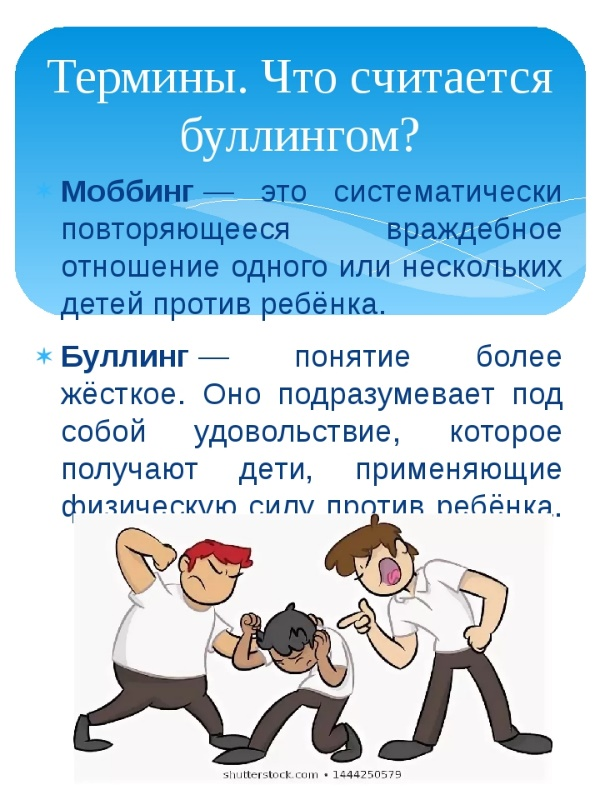 Термины. Что считается
буллингом?
Моббинг — это систематически
повторяющееся враждебное
отношение одного или нескольких
детей против ребёнка.
Буллинг — понятие более
жёсткое. Оно подразумевает под
собой удовольствие, которое
получают дети, применяющие
физическую силу против ребёнка.
shutterstock.com • 1444250579